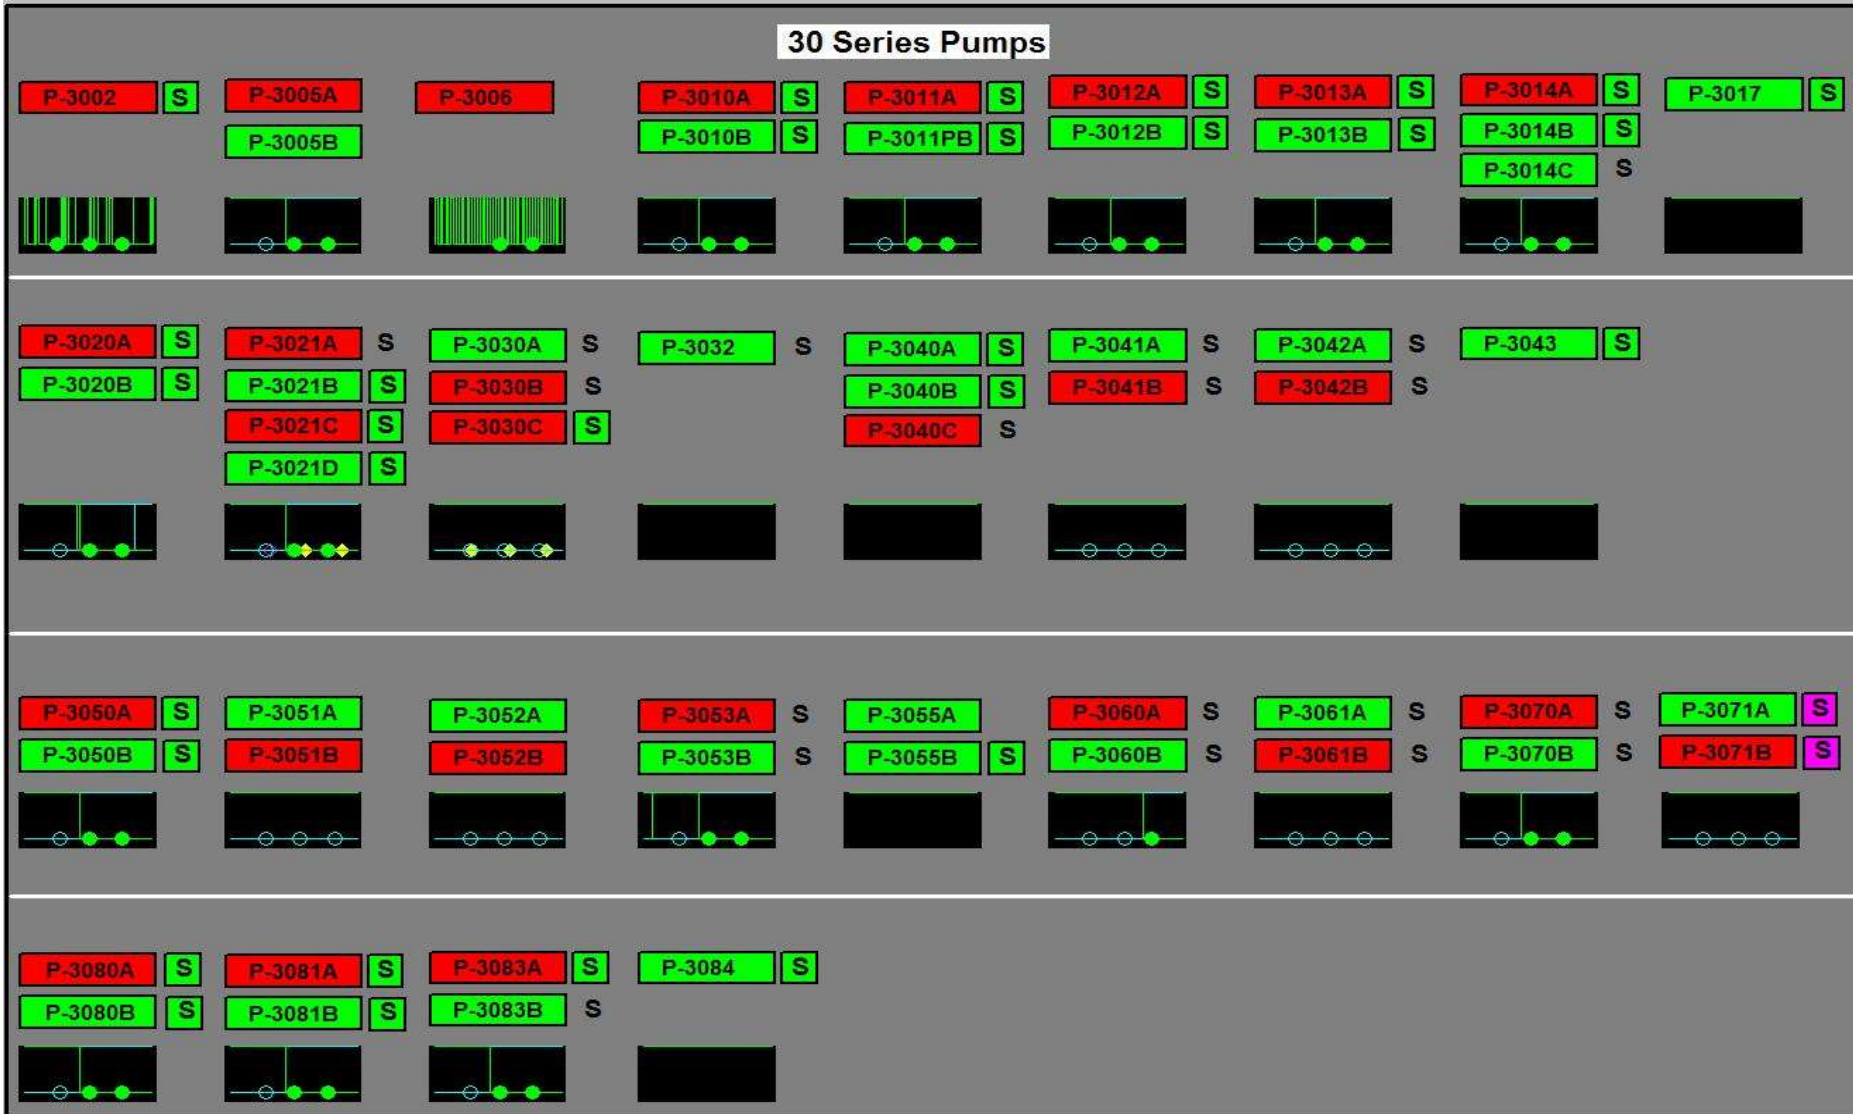 30 Series Pumps
P-3002 S P-3005A P-3006 P-3010A S P-3011A S P-3012A S P-3013A S P-3014A S P-3017 S
P-3005B P-3010B S P-3011PB S P-3012B S P-3013B S P-3014B S
P-3014C S
P-3020A S P-3021A S P-3030A S P-3032 S P-3040A S P-3041A S P-3042A S P-3043 S
P-3020B S P-3021B S P-3030B S P-3040B S P-3041B S P-3042B S
P-3021C S P-3030C S P-3040C S
P-3021D S
P-3050A S P-3051A P-3052A P-3053A S P-3055A P-3060A S P-3061A S P-3070A S P-3071A S
P-3050B S P-3051B P-3052B P-3053B S P-3055B S P-3060B S P-3061B S P-3070B S P-3071B S
P-3080A S P-3081A S P-3083A S P-3084 S
P-3080B S P-3081B S P-3083B S